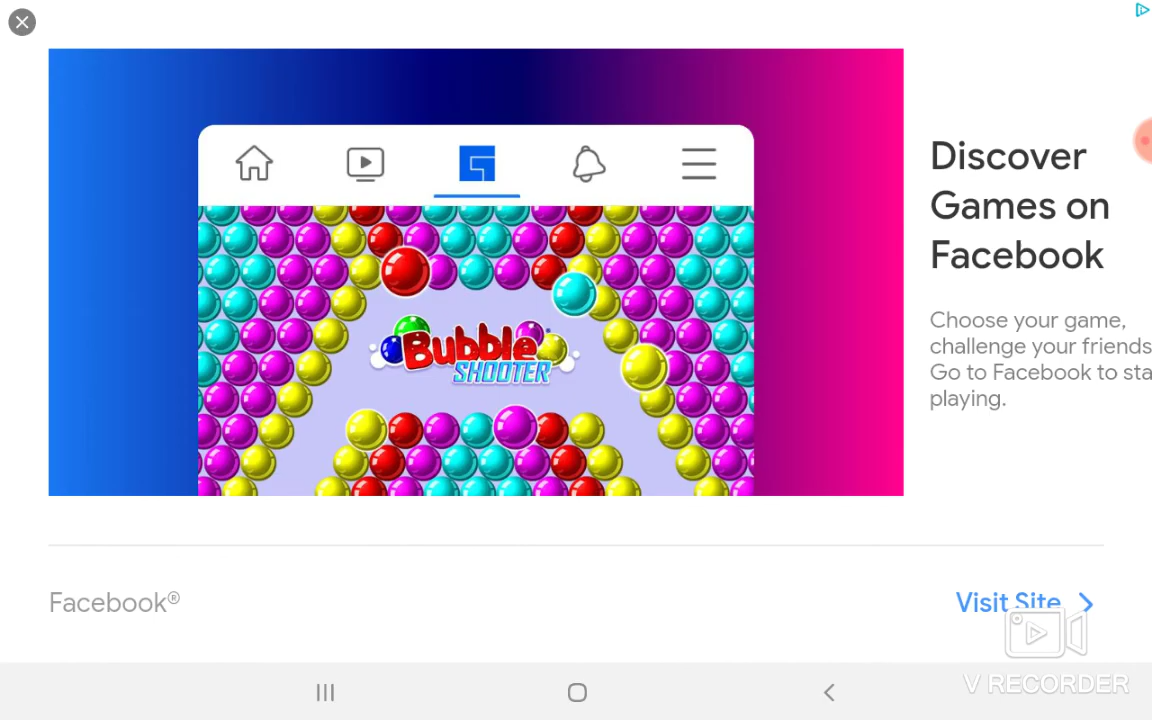 Discover
Games on
Facebook
Choose your game,
challenge your friends
Go to Facebook to sta
playing.
Bubble
SHOOTER
Facebook®
Visit Site
V RECORDER